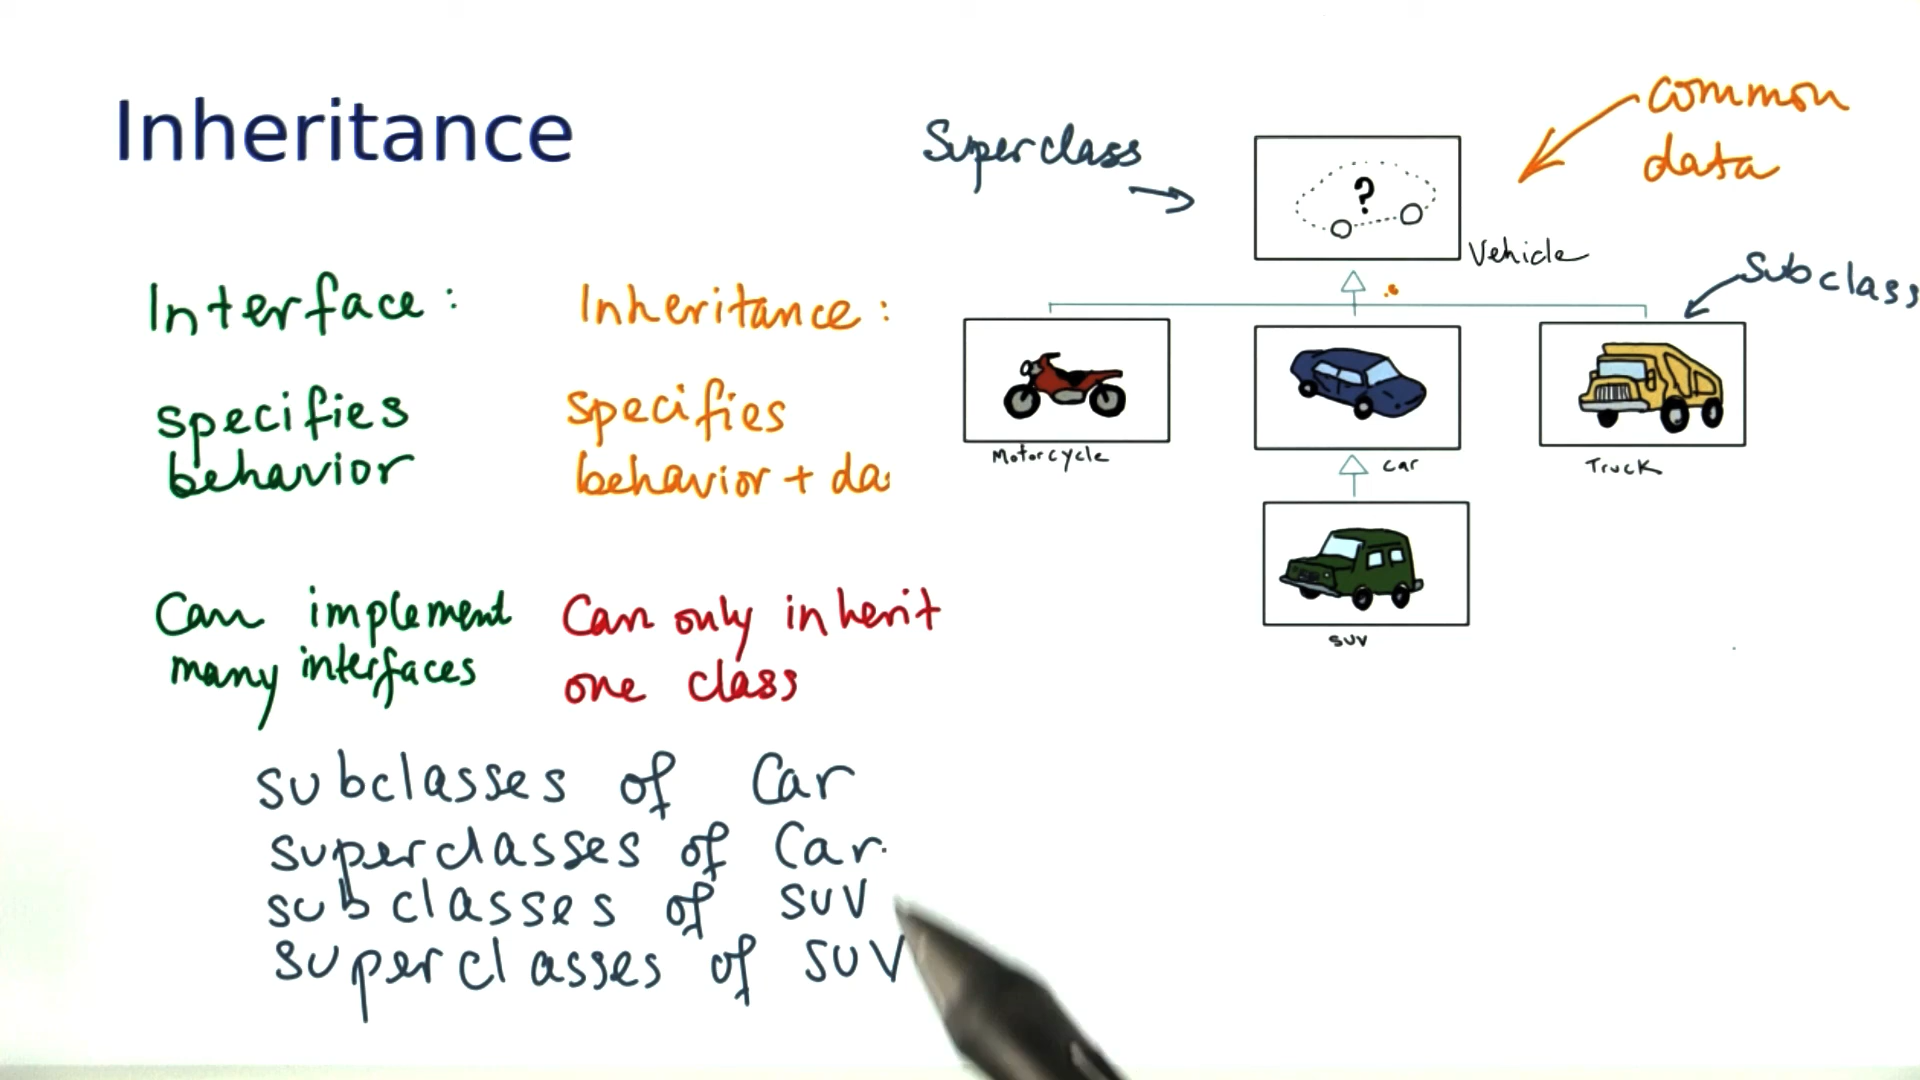 Inheritance
Superclass
common
data
?
Vehicle
Subclass
Interface:
Inheritance:
specifies
behavior
specifies
behavior + da
Motorcycle
Car
Truck
SUV
Can implement
many interfaces
Can only inherit
one class
subclasses of Car
superclasses of Car
subclasses of SUV
superclasses of SUV